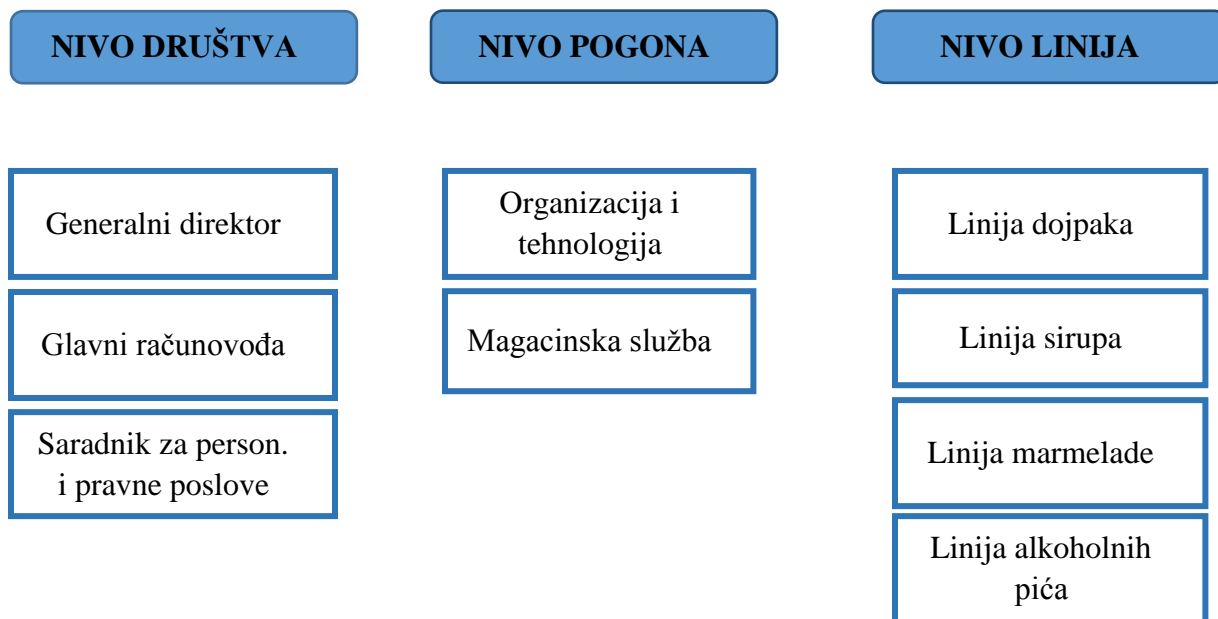 NIVO DRUŠTVA
NIVO POGONA
NIVO LINIJA
Generalni direktor
Glavni računovođa
Saradnik za person.
i pravne poslove
Organizacija i
tehnologija
Magacinska služba
Linija dojpaka
Linija sirupa
Linija marmelade
Linija alkoholnih
pića